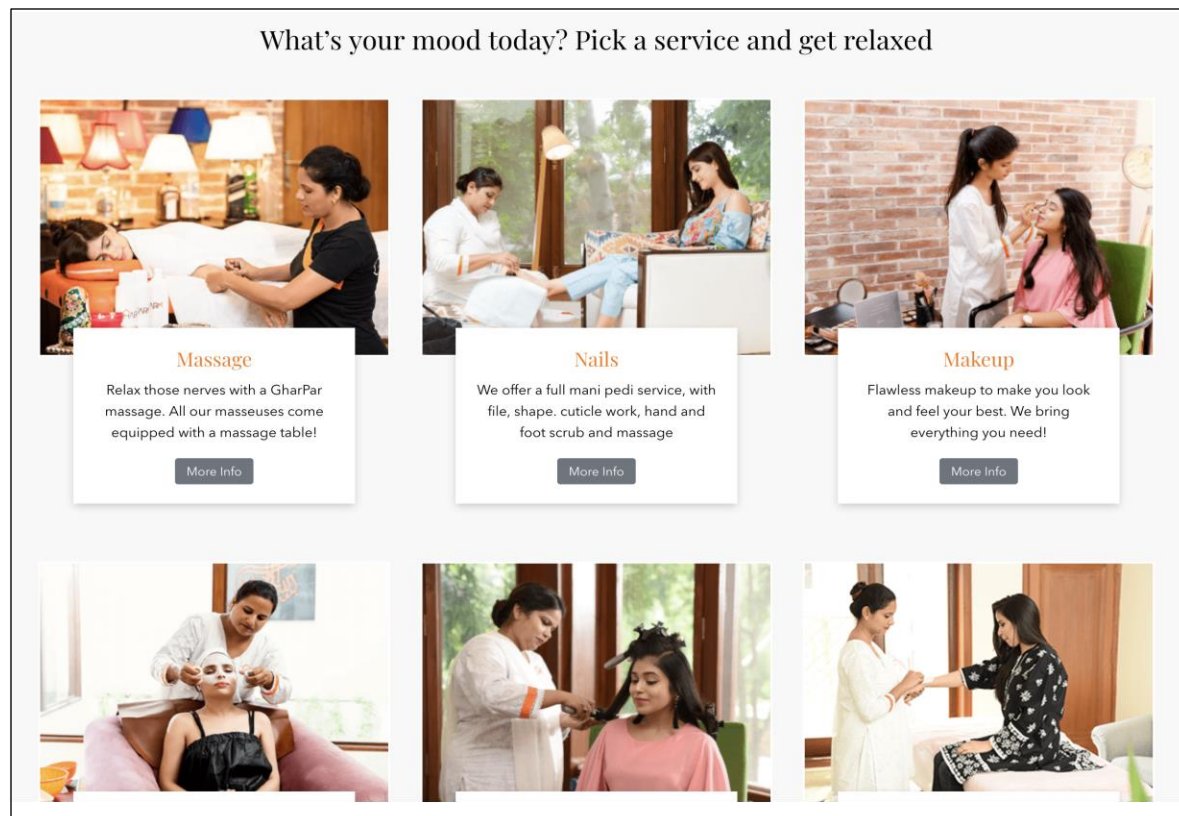 What’s your mood today? Pick a service and get relaxed
Massage
Relax those nerves with a GharPar
massage. All our masseuses come
equipped with a massage table!
More Info
Nails
We offer a full mani pedi service, with
file, shape. cuticle work, hand and
foot scrub and massage
More Info
Makeup
Flawless makeup to make you look
and feel your best. We bring
everything you need!
More Info